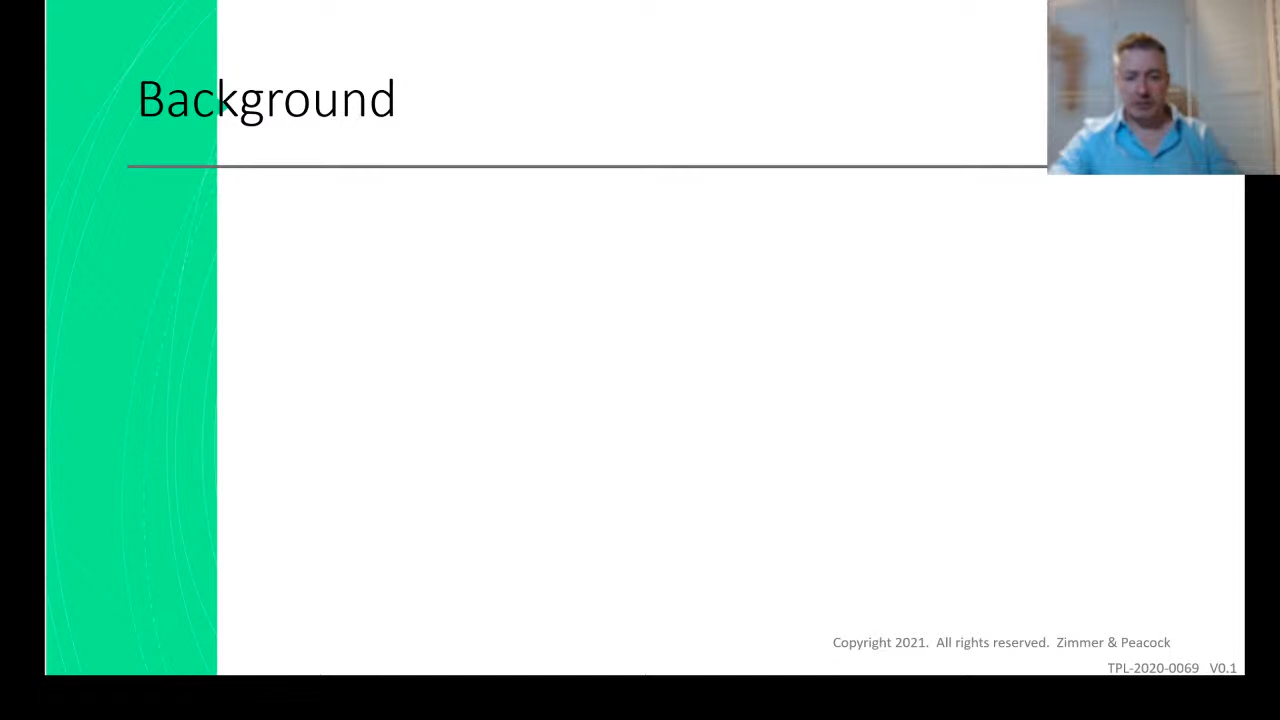 Background
Copyright 2021.  All rights reserved.  Zimmer & Peacock
TPL-2020-0069   V0.1